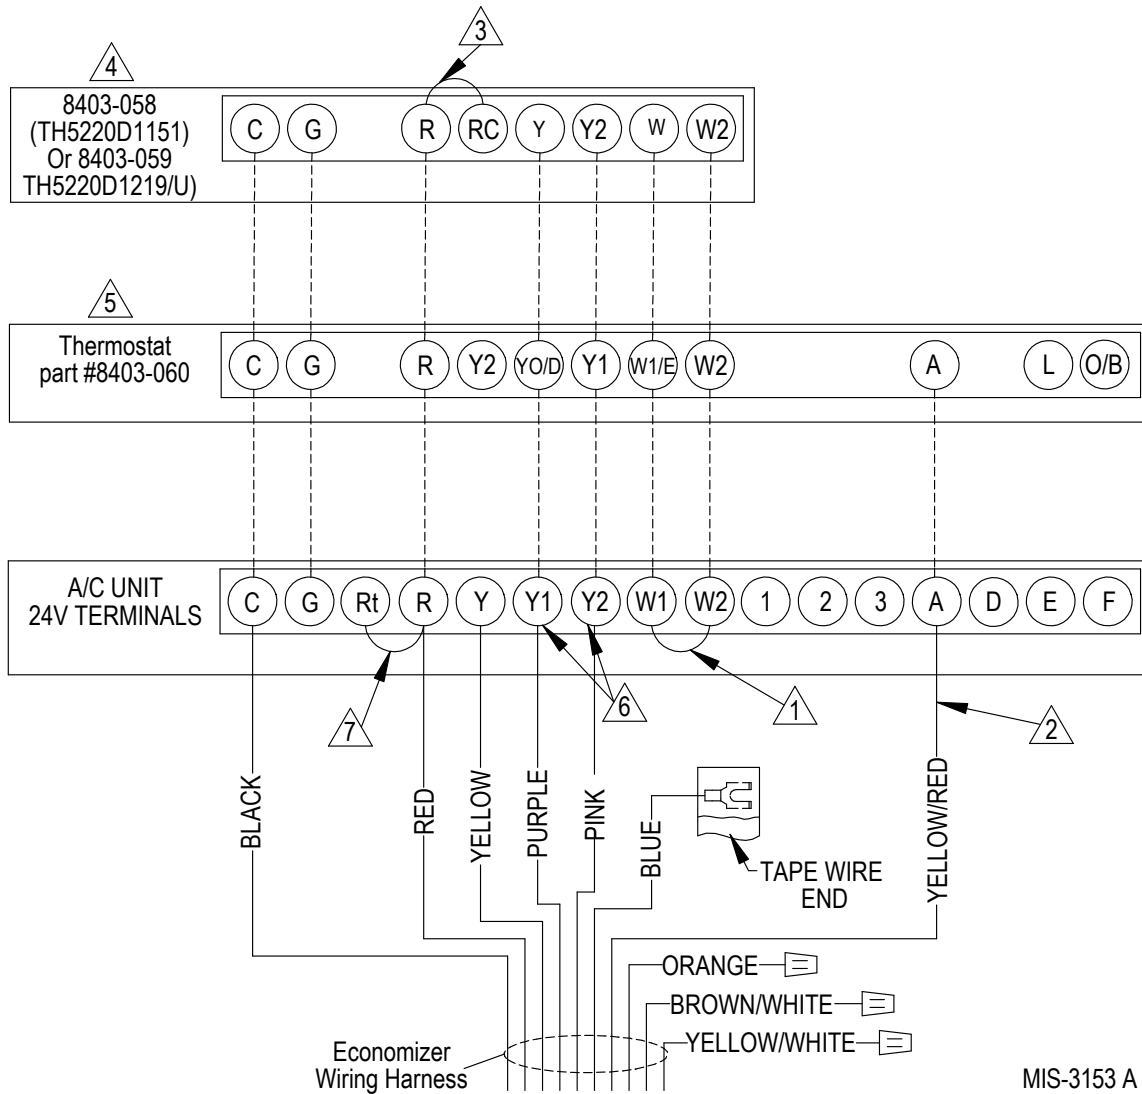 3
4
8403-058
(TH5220D1151)
Or 8403-059
TH5220D1219/U)
C G R RC Y Y2 W W2
5
Thermostat
part #8403-060
C G R Y2 YO/D Y1 W1/E W2 A L O/B
A/C UNIT
24V TERMINALS
C G Rt R Y Y1 Y2 W1 W2 1 2 3 A D E F
7
6
1
2
BLACK
RED
YELLOW
PURPLE
PINK
BLUE
YELLOW/RED
TAPE WIRE
END
ORANGE
BROWN/WHITE
YELLOW/WHITE
Economizer
Wiring Harness
MIS-3153 A